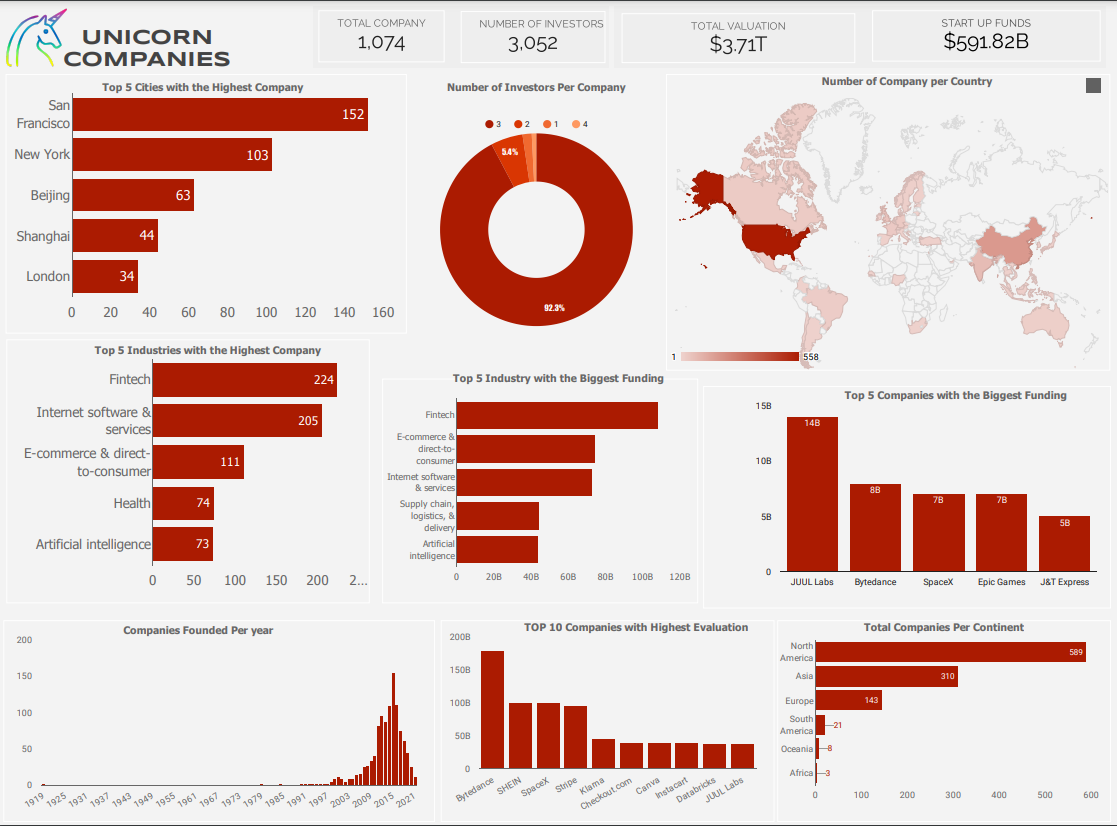 UNICORN
COMPANIES
TOTAL COMPANY
1,074
NUMBER OF INVESTORS
3,052
TOTAL VALUATION
$3.71T
START UP FUNDS
$591.82B
Top 5 Cities with the Highest Company
San
Francisco
152
New York
103
Beijing
63
Shanghai
44
London
34
0 20 40 60 80 100 120 140 160
Number of Investors Per Company
3 2 1 4
5.4%
92.3%
Number of Company per Country
1 558
Top 5 Industries with the Highest Company
Fintech
224
Internet software &
services
205
E-commerce & direct-
to-consumer
111
Health
74
Artificial intelligence
73
0 50 100 150 200 2...
Top 5 Industry with the Biggest Funding
Fintech
E-commerce &
direct-to-
consumer
Internet software
& services
Supply chain,
logistics, &
delivery
Artificial
intelligence
0 20B 40B 60B 80B 100B 120B
Top 5 Companies with the Biggest Funding
15B
10B
5B
0
14B
8B
7B
7B
5B
JUUL Labs Bytedance SpaceX Epic Games J&T Express
Companies Founded Per year
200
150
100
50
0
1919 1925 1931 1937 1943 1949 1955 1961 1967 1973 1979 1985 1991 1997 2003 2009 2015 2021
TOP 10 Companies with Highest Evaluation
200B
150B
100B
50B
0
Bytedance SHEIN SpaceX Stripe Klarna Checkout.com Canva Instacart Databricks JUUL Labs
Total Companies Per Continent
North
America
589
Asia
310
Europe
143
South
America
21
Oceania
8
Africa
3
0 100 200 300 400 500 600